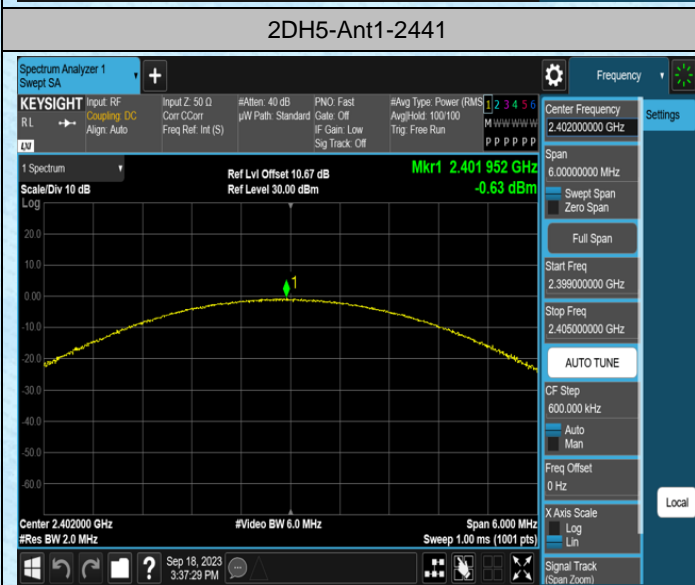 2DH5-Ant1-2441
Spectrum Analyzer 1
Swept SA
+
Frequency
KEYSIGHT
RL
LXI
Input: RF
Coupling: DC
Align: Auto
Input Z: 50 Ω
Corr CCorr
Freq Ref: Int (S)
#Atten: 40 dB
µW Path: Standard
PNO: Fast
Gate: Off
IF Gain: Low
Sig Track: Off
#Avg Type: Power (RMS
Avg|Hold: 100/100
Trig: Free Run
1 2 3 4 5 6
M W W W W W
P P P P P P
1 Spectrum
Scale/Div 10 dB
Log
Ref Lvl Offset 10.67 dB
Ref Level 30.00 dBm
Mkr1 2.401 952 GHz
-0.63 dBm
20.0
10.0
0.00
-10.0
-20.0
-30.0
-40.0
-50.0
-60.0
1
Center 2.402000 GHz
#Res BW 2.0 MHz
#Video BW 6.0 MHz
Span 6.000 MHz
Sweep 1.00 ms (1001 pts)
Center Frequency
2.402000000 GHz
Settings
Span
6.00000000 MHz
Swept Span
Zero Span
Full Span
Start Freq
2.399000000 GHz
Stop Freq
2.405000000 GHz
AUTO TUNE
CF Step
600.000 kHz
Auto
Man
Freq Offset
0 Hz
X Axis Scale
Log
Lin
Local
Signal Track
(Span Zoom)
?
Sep 18, 2023
3:37:29 PM